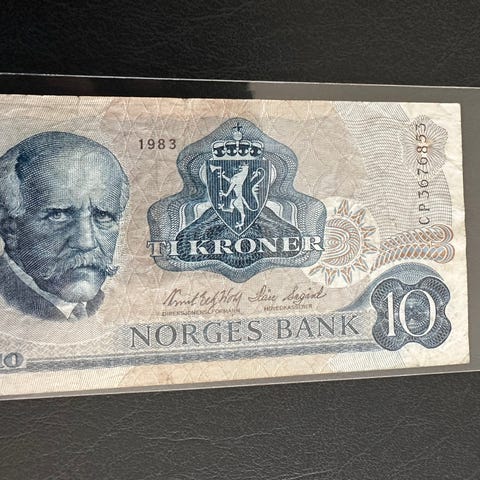 1983
CP3676853
TI KRONER
DIREKSJONENS FORMANN
HOVEDKASSERER
NORGES BANK
10